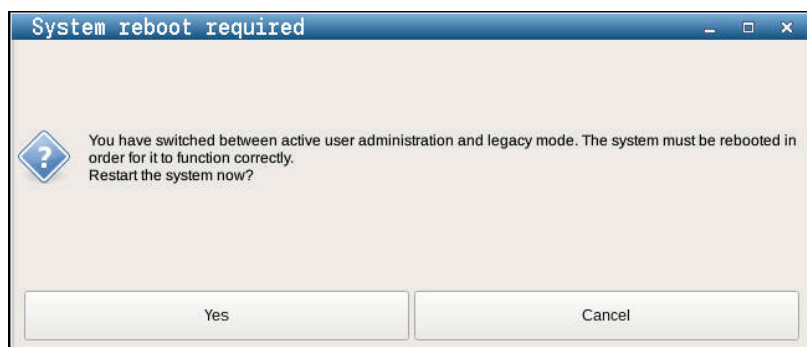 System reboot required
You have switched between active user administration and legacy mode. The system must be rebooted in
order for it to function correctly.
Restart the system now?
Yes
Cancel